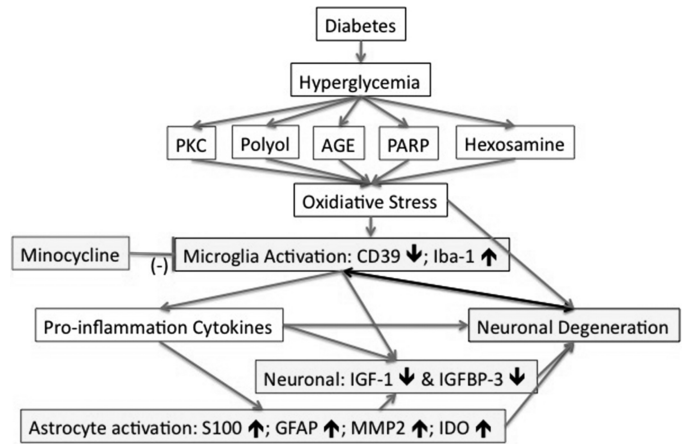 Diabetes
Hyperglycemia
PKC
Polyol
AGE
PARP
Hexosamine
Oxidiative Stress
Minocycline
(-)
Microglia Activation: CD39 ↓; Iba-1 ↑
Pro-inflammation Cytokines
Neuronal Degeneration
Neuronal: IGF-1 ↓ & IGFBP-3 ↓
Astrocyte activation: S100 ↑; GFAP ↑; MMP2 ↑; IDO ↑